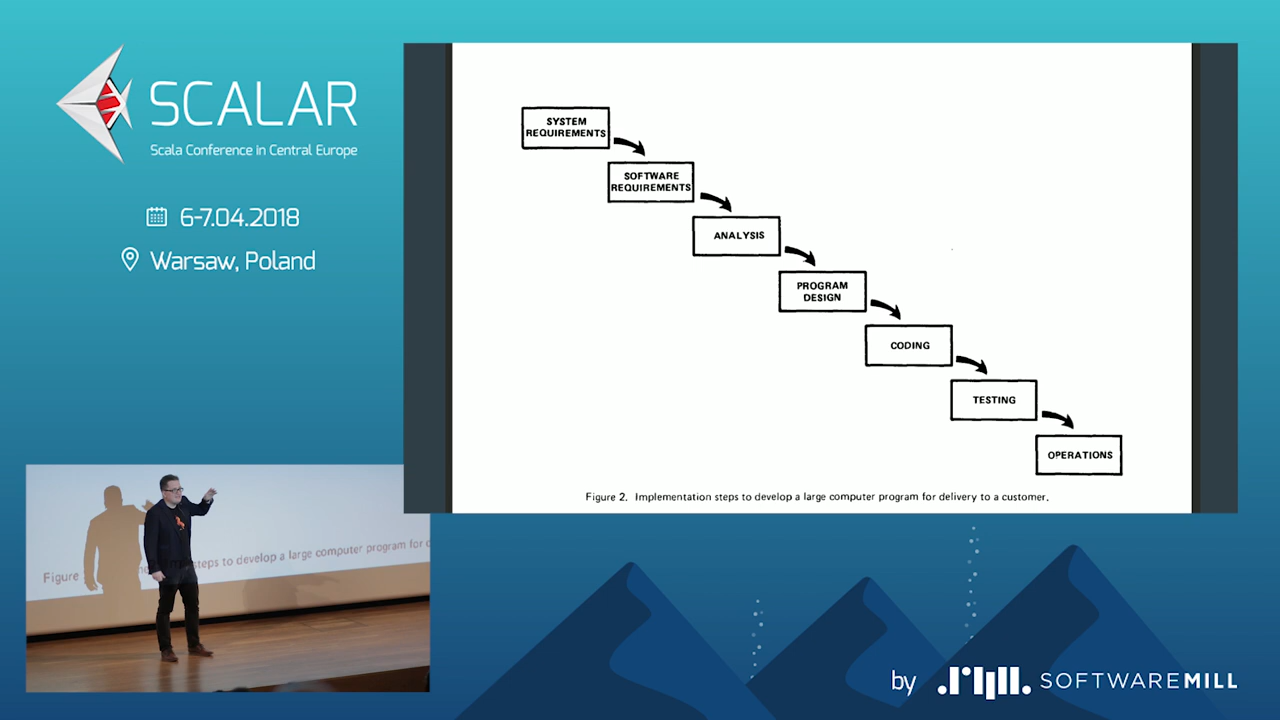 SCALAR
Scala Conference in Central Europe
6-7.04.2018
Warsaw, Poland
SYSTEM
REQUIREMENTS
SOFTWARE
REQUIREMENTS
ANALYSIS
PROGRAM
DESIGN
CODING
TESTING
OPERATIONS
Figure 2. Implementation steps to develop a large computer program for delivery to a customer.
Figure steps to develop a large computer program for
by SOFTWAREMILL